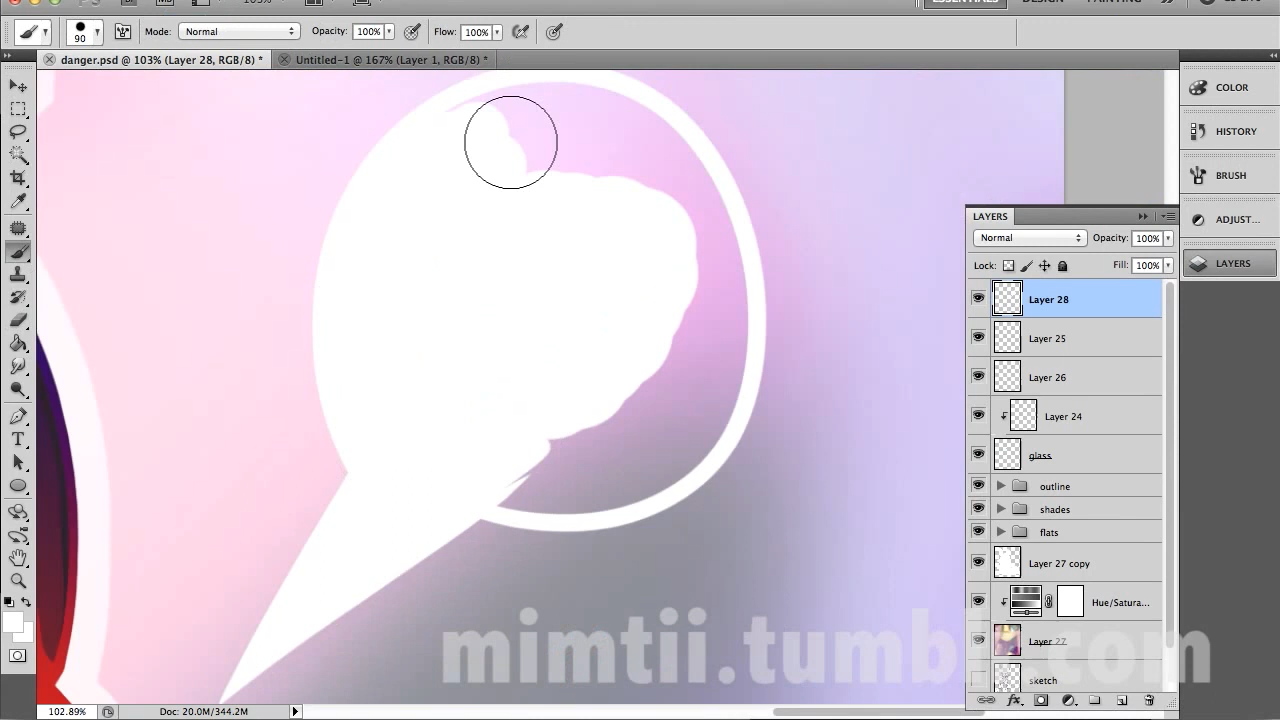 ESSENTIALS DESIGN PAINTING
90 Mode: Normal Opacity: 100% Flow: 100%
danger.psd @ 103% (Layer 28, RGB/8) * Untitled-1 @ 167% (Layer 1, RGB/8) *
COLOR
HISTORY
BRUSH
ADJUST...
LAYERS
LAYERS
Normal Opacity: 100%
Lock: Fill: 100%
Layer 28
Layer 25
Layer 26
Layer 24
glass
outline
shades
flats
Layer 27 copy
Hue/Satura...
Layer 27
sketch
mimtii.tumblr.com
102.89% Doc: 20.0M/344.2M